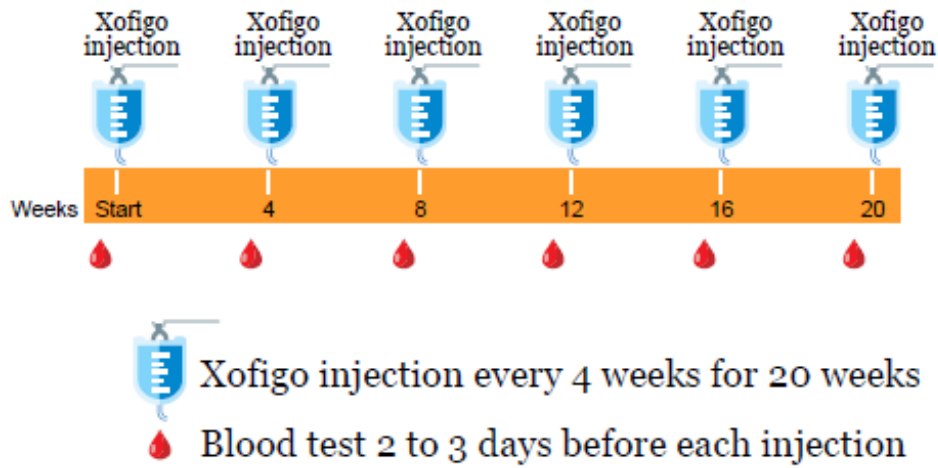 Xofigo Xofigo Xofigo Xofigo Xofigo Xofigo
injection injection injection injection injection injection
Weeks Start 4 8 12 16 20
Xofigo injection every 4 weeks for 20 weeks
Blood test 2 to 3 days before each injection